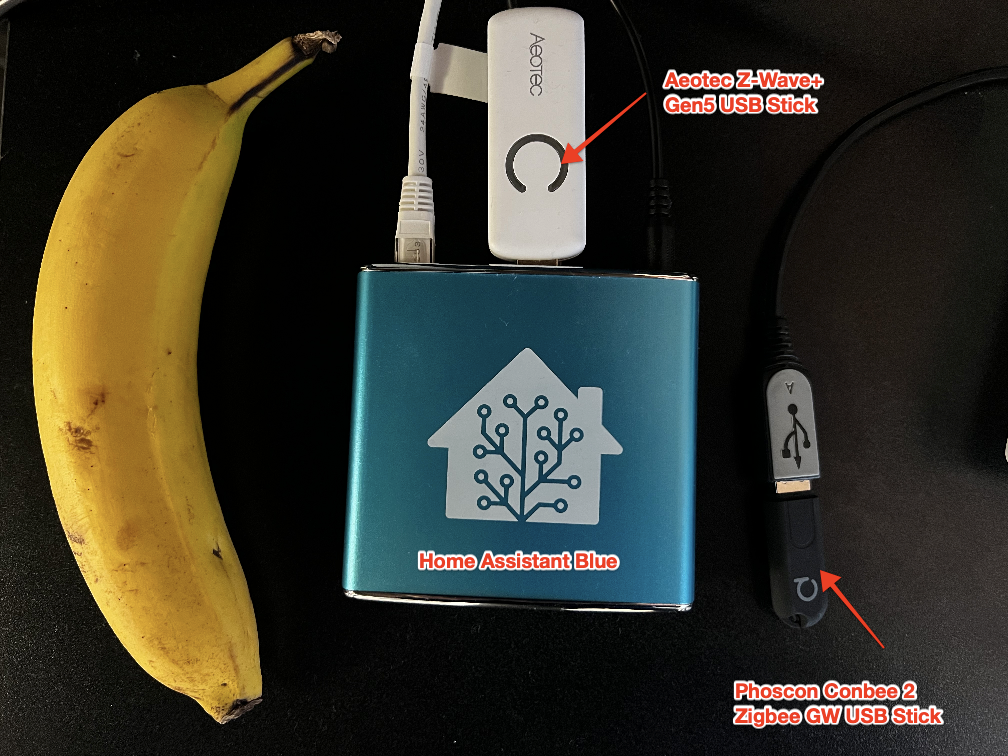 AEOTEC
Aeotec Z-Wave+
Gen5 USB Stick
A
Home Assistant Blue
Phoscon Conbee 2
Zigbee GW USB Stick